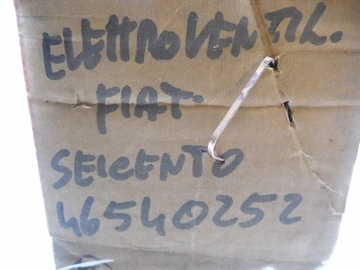 ELETTROVENTIL.
FIAT.
SEICENTO
46540252